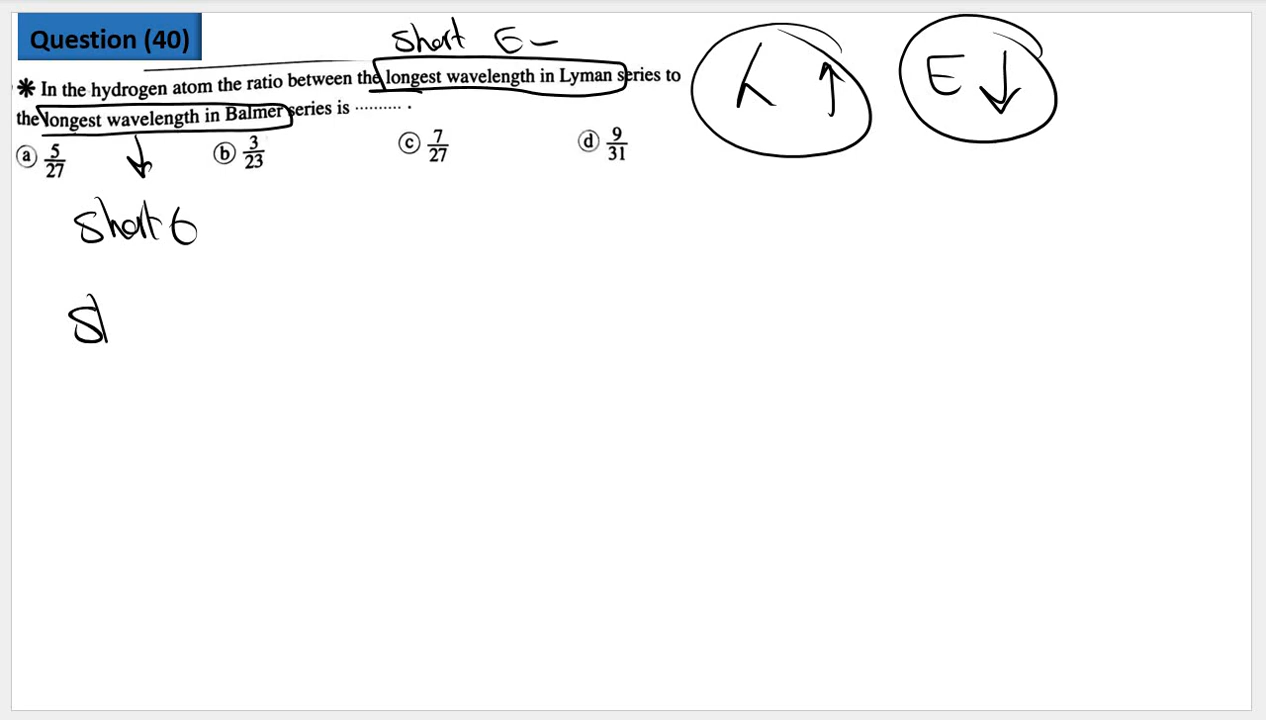 Question (40)
Short E
✱ In the hydrogen atom the ratio between the longest wavelength in Lyman series to
the longest wavelength in Balmer series is .......... .
ⓐ 5/27 ⓑ 3/23 ⓒ 7/27 ⓓ 9/31
λ ↑ E ↓
↓
Short E
S